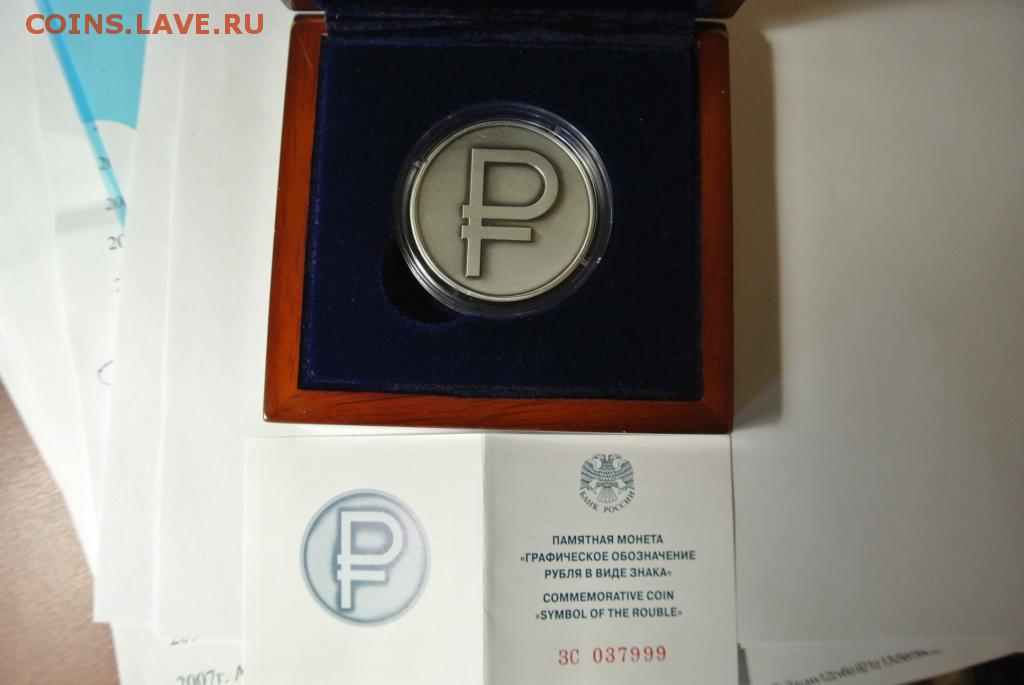 COINS.LAVE.RU
БАНК РОССИИ
ПАМЯТНАЯ МОНЕТА
«ГРАФИЧЕСКОЕ ОБОЗНАЧЕНИЕ
РУБЛЯ В ВИДЕ ЗНАКА»
COMMEMORATIVE COIN
«SYMBOL OF THE ROUBLE»
ЗС 037999
2007г. А